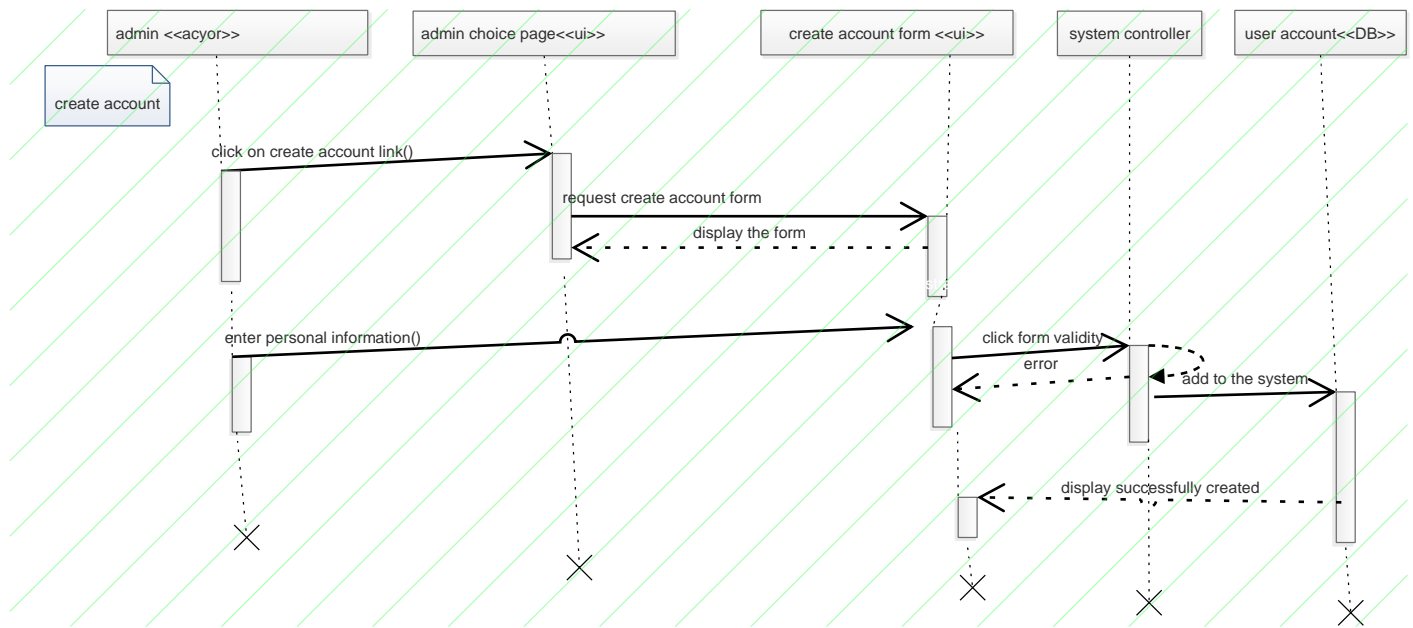 admin <<acyor>>
admin choice page<<ui>>
create account form <<ui>>
system controller
user account<<DB>>
create account
click on create account link()
request create account form
display the form
enter personal information()
click form validity
error
add to the system
display successfully created